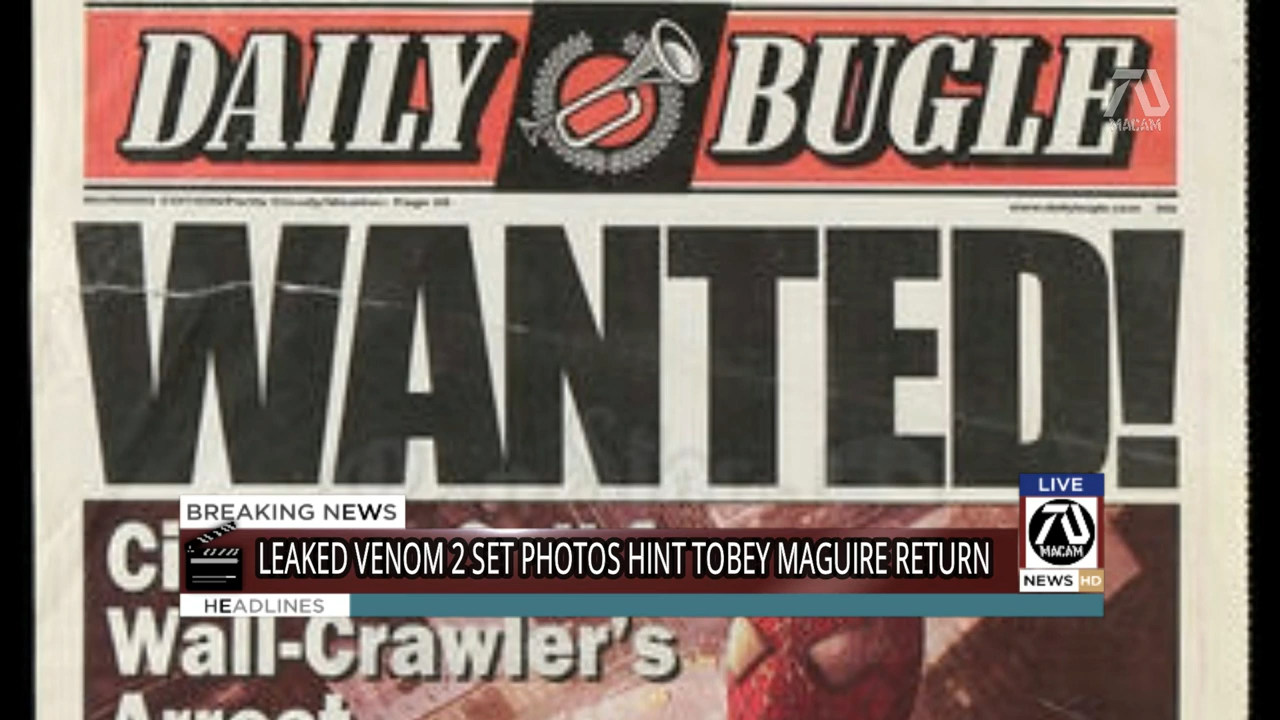 DAILY BUGLE
MACAM
WANTED!
LIVE
BREAKING NEWS
LEAKED VENOM 2 SET PHOTOS HINT TOBEY MAGUIRE RETURN
MACAM
NEWS HD
HEADLINES
Wall-Crawler's
Arrest